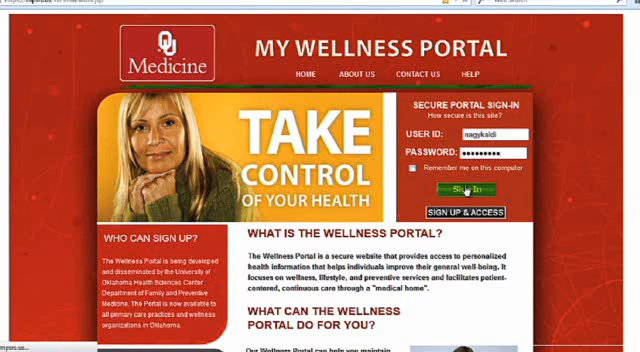 OU
Medicine
MY WELLNESS PORTAL
HOME ABOUT US CONTACT US HELP
TAKE
CONTROL
OF YOUR HEALTH
SECURE PORTAL SIGN-IN
How secure is this site?
USER ID: nagykaldi
PASSWORD: •••••••••
Remember me on this computer
Sign In
SIGN UP & ACCESS
WHO CAN SIGN UP?
The Wellness Portal is being developed
and disseminated by the University of
Oklahoma Health Sciences Center
Department of Family and Preventive
Medicine. The Portal is now available to
all primary care practices and wellness
organizations in Oklahoma.
WHAT IS THE WELLNESS PORTAL?
The Wellness Portal is a secure website that provides access to personalized
health information that helps individuals improve their general well-being. It
focuses on wellness, lifestyle, and preventive services and facilitates patient-
centered, continuous care through a "medical home".
WHAT CAN THE WELLNESS
PORTAL DO FOR YOU?
Our Wellness Portal can help you maintain